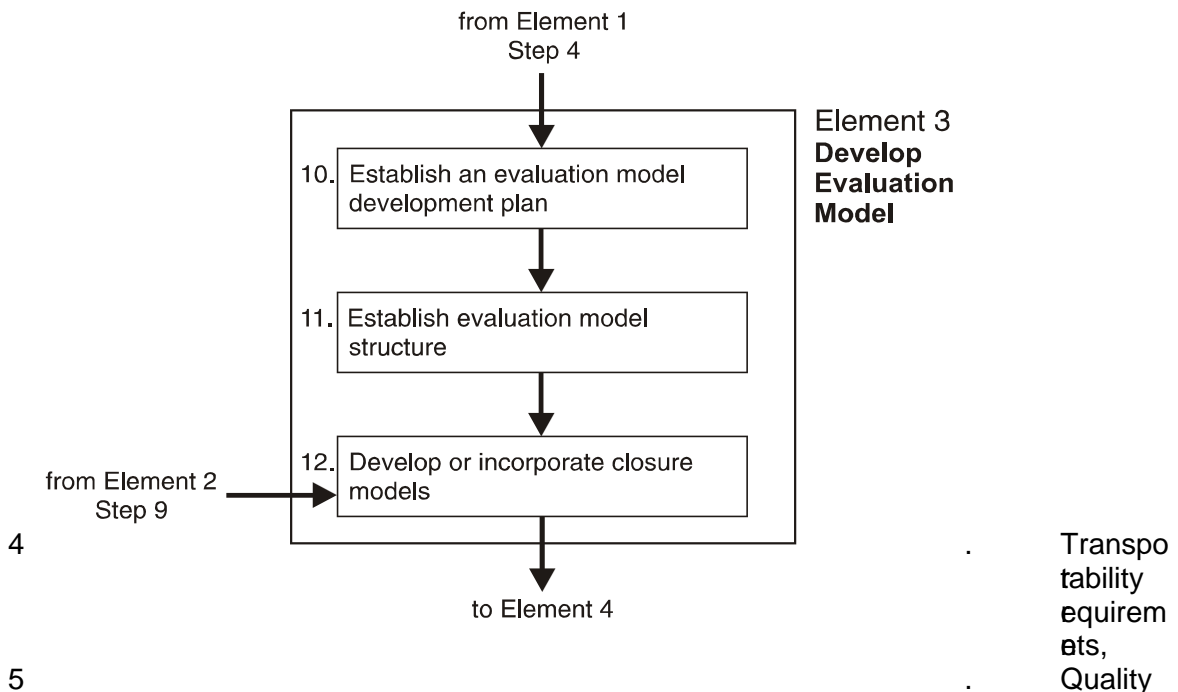 from Element 1
Step 4
Element 3
Develop
Evaluation
Model
10. Establish an evaluation model
development plan
11. Establish evaluation model
structure
12. Develop or incorporate closure
models
from Element 2
Step 9
to Element 4
4 . Transpo
tability
equirem
ts,
5 . Quality